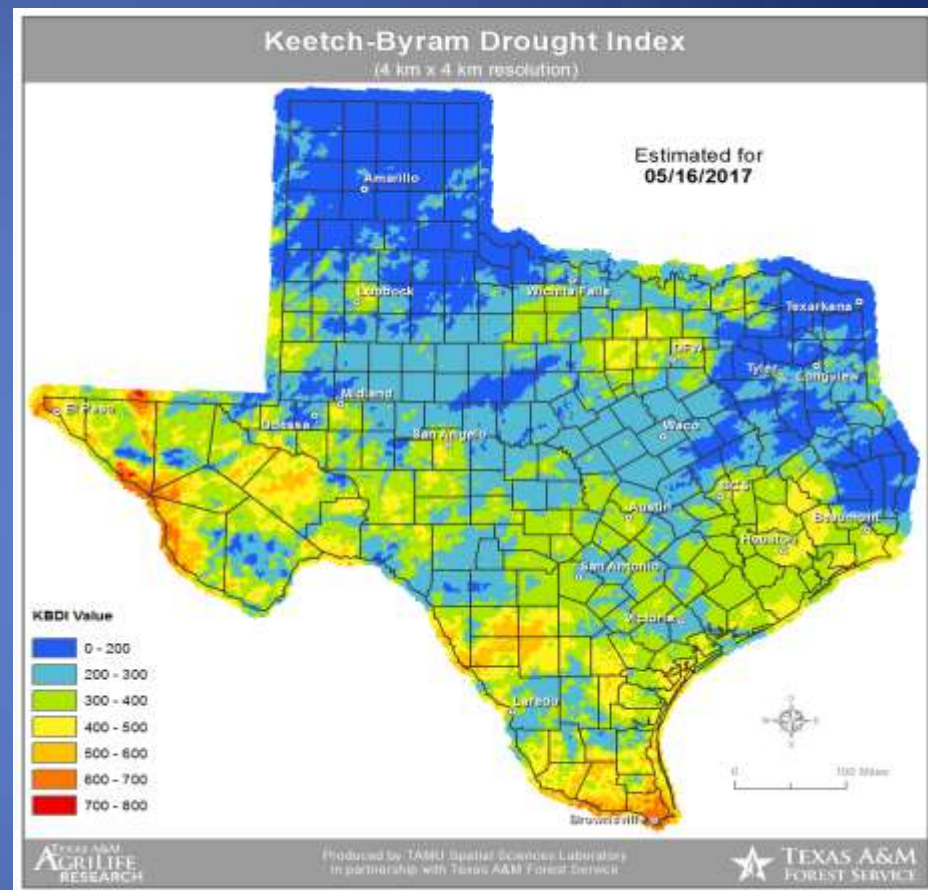 Keetch-Byram Drought Index
(4 km x 4 km resolution)
Estimated for
05/16/2017
Amarillo
Lubbock
Wichita Falls
Texarkana
DFW
Tyler
Longview
Midland
El Paso
Odessa
San Angelo
Waco
BCS
Austin
Beaumont
Houston
San Antonio
Victoria
Laredo
Brownsville
KBDI Value
0 - 200
200 - 300
300 - 400
400 - 500
500 - 600
600 - 700
700 - 800
N
W E
S
0 100 Miles
TEXAS A&M
AGRILIFE
RESEARCH
Produced by TAMU Spatial Sciences Laboratory
in partnership with Texas A&M Forest Service
TEXAS A&M
FOREST SERVICE